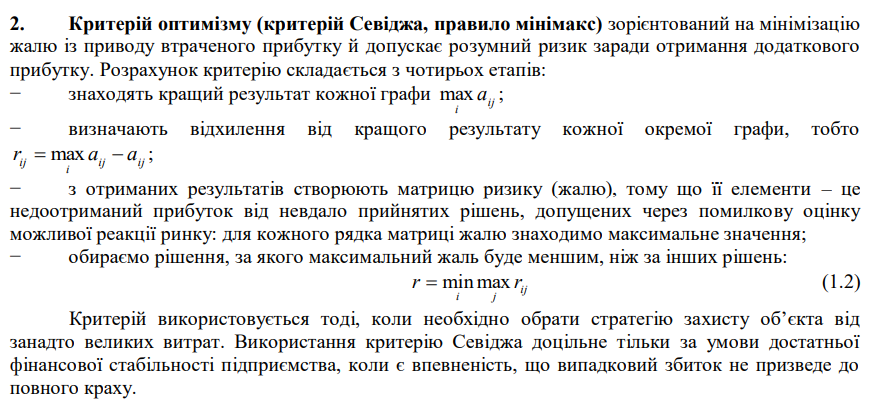 2. Критерій оптимізму (критерій Севіджа, правило мінімакс) зорієнтований на мінімізацію
жалю із приводу втраченого прибутку й допускає розумний ризик заради отримання додаткового
прибутку. Розрахунок критерію складається з чотирьох етапів:
− знаходять кращий результат кожної графи max a_ij ;
i
− визначають відхилення від кращого результату кожної окремої графи, тобто
r_ij = max a_ij − a_ij ;
i
− з отриманих результатів створюють матрицю ризику (жалю), тому що її елементи – це
недоотриманий прибуток від невдало прийнятих рішень, допущених через помилкову оцінку
можливої реакції ринку: для кожного рядка матриці жалю знаходимо максимальне значення;
− обираємо рішення, за якого максимальний жаль буде меншим, ніж за інших рішень:
r = min max r_ij (1.2)
i j
Критерій використовується тоді, коли необхідно обрати стратегію захисту об’єкта від
занадто великих витрат. Використання критерію Севіджа доцільне тільки за умови достатньої
фінансової стабільності підприємства, коли є впевненість, що випадковий збиток не призведе до
повного краху.